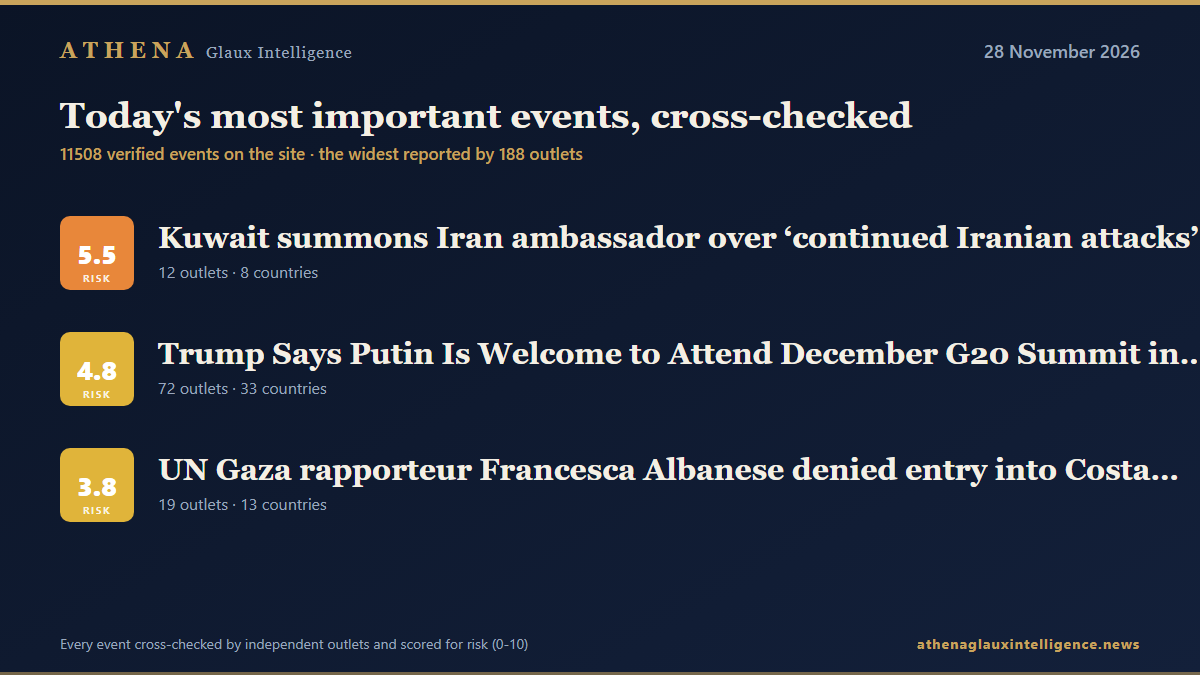 ATHENA Glaux Intelligence
28 November 2026
Today's most important events, cross-checked
11508 verified events on the site · the widest reported by 188 outlets
5.5
RISK
Kuwait summons Iran ambassador over ‘continued Iranian attacks’
12 outlets · 8 countries
4.8
RISK
Trump Says Putin Is Welcome to Attend December G20 Summit in…
72 outlets · 33 countries
3.8
RISK
UN Gaza rapporteur Francesca Albanese denied entry into Costa…
19 outlets · 13 countries
Every event cross-checked by independent outlets and scored for risk (0-10)
athenaglauxintelligence.news